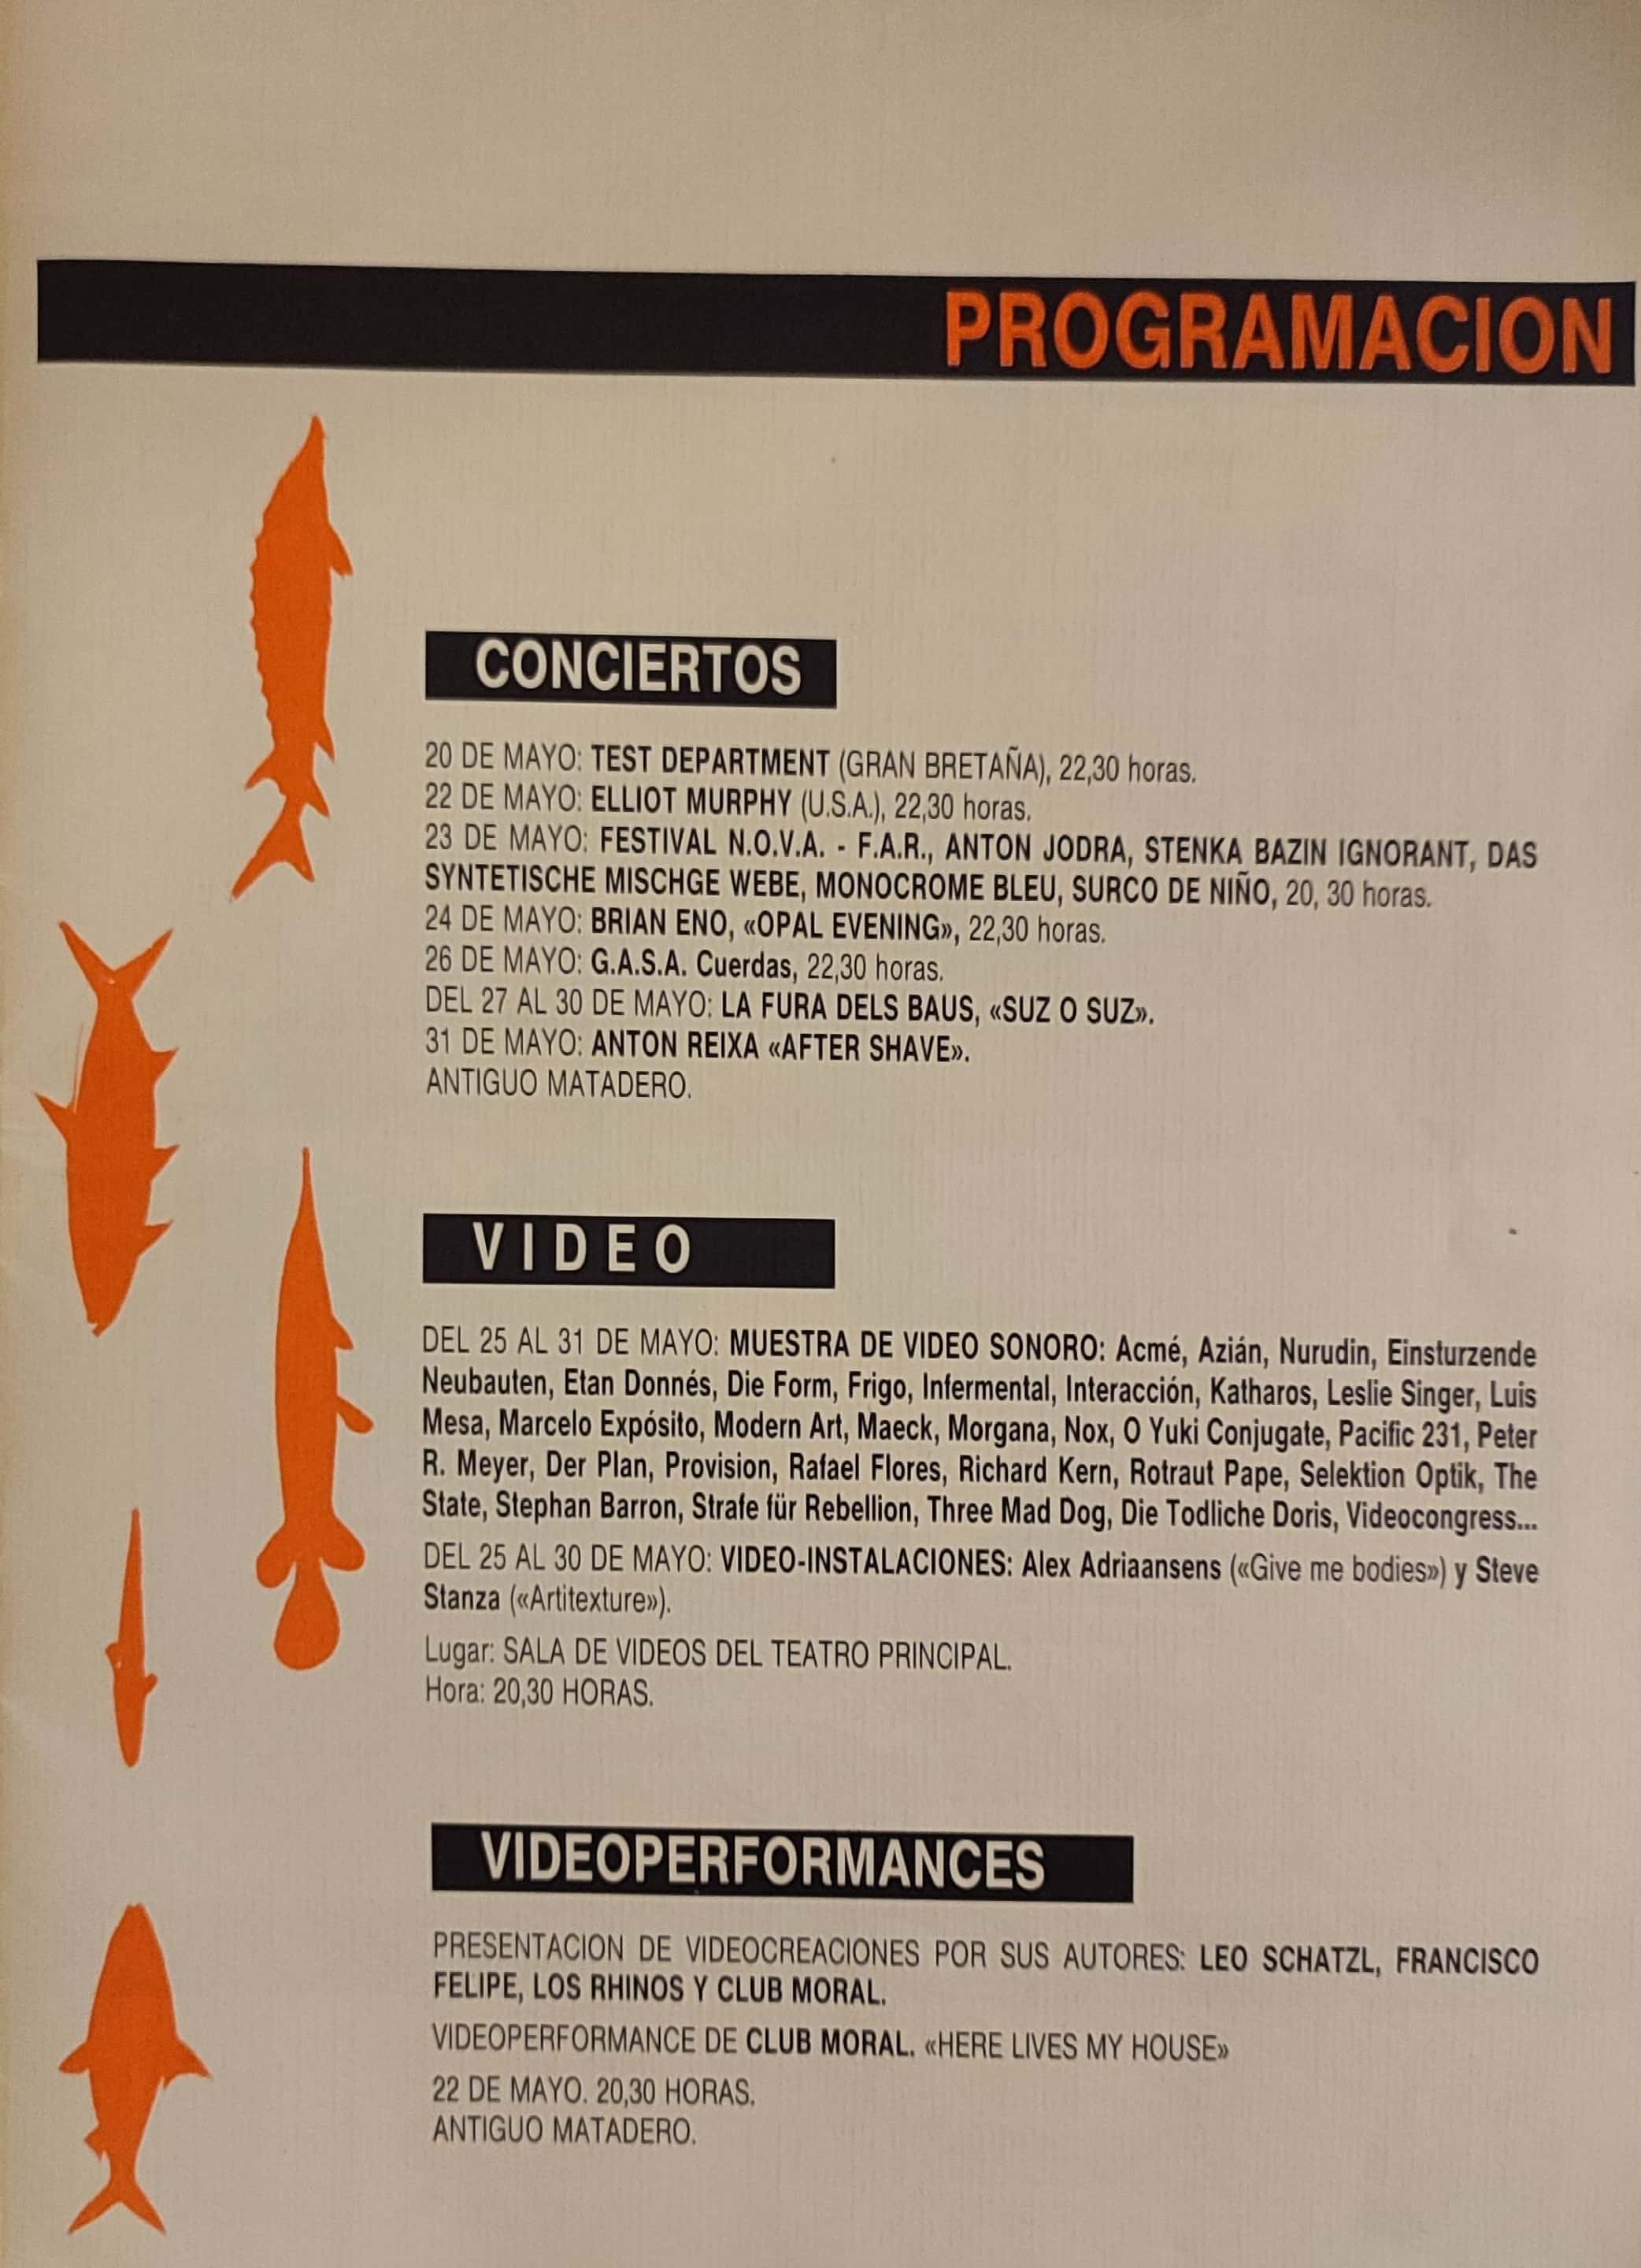 PROGRAMACION
CONCIERTOS
20 DE MAYO: TEST DEPARTMENT (GRAN BRETAÑA), 22,30 horas.
22 DE MAYO: ELLIOT MURPHY (U.S.A.), 22,30 horas.
23 DE MAYO: FESTIVAL N.O.V.A. - F.A.R., ANTON JODRA, STENKA BAZIN IGNORANT, DAS
SYNTETISCHE MISCHGE WEBE, MONOCROME BLEU, SURCO DE NIÑO, 20, 30 horas.
24 DE MAYO: BRIAN ENO, «OPAL EVENING», 22,30 horas.
26 DE MAYO: G.A.S.A. Cuerdas, 22,30 horas.
DEL 27 AL 30 DE MAYO: LA FURA DELS BAUS, «SUZ O SUZ».
31 DE MAYO: ANTON REIXA «AFTER SHAVE».
ANTIGUO MATADERO.
VIDEO
DEL 25 AL 31 DE MAYO: MUESTRA DE VIDEO SONORO: Acmé, Azián, Nurudin, Einsturzende
Neubauten, Etan Donnés, Die Form, Frigo, Infermental, Interacción, Katharos, Leslie Singer, Luis
Mesa, Marcelo Expósito, Modern Art, Maeck, Morgana, Nox, O Yuki Conjugate, Pacific 231, Peter
R. Meyer, Der Plan, Provision, Rafael Flores, Richard Kern, Rotraut Pape, Selektion Optik, The
State, Stephan Barron, Strafe für Rebellion, Three Mad Dog, Die Todliche Doris, Videocongress...
DEL 25 AL 30 DE MAYO: VIDEO-INSTALACIONES: Alex Adriaansens («Give me bodies») y Steve
Stanza («Artitexture»).
Lugar: SALA DE VIDEOS DEL TEATRO PRINCIPAL.
Hora: 20,30 HORAS.
VIDEOPERFORMANCES
PRESENTACION DE VIDEOCREACIONES POR SUS AUTORES: LEO SCHATZL, FRANCISCO
FELIPE, LOS RHINOS Y CLUB MORAL.
VIDEOPERFORMANCE DE CLUB MORAL. «HERE LIVES MY HOUSE»
22 DE MAYO. 20,30 HORAS.
ANTIGUO MATADERO.